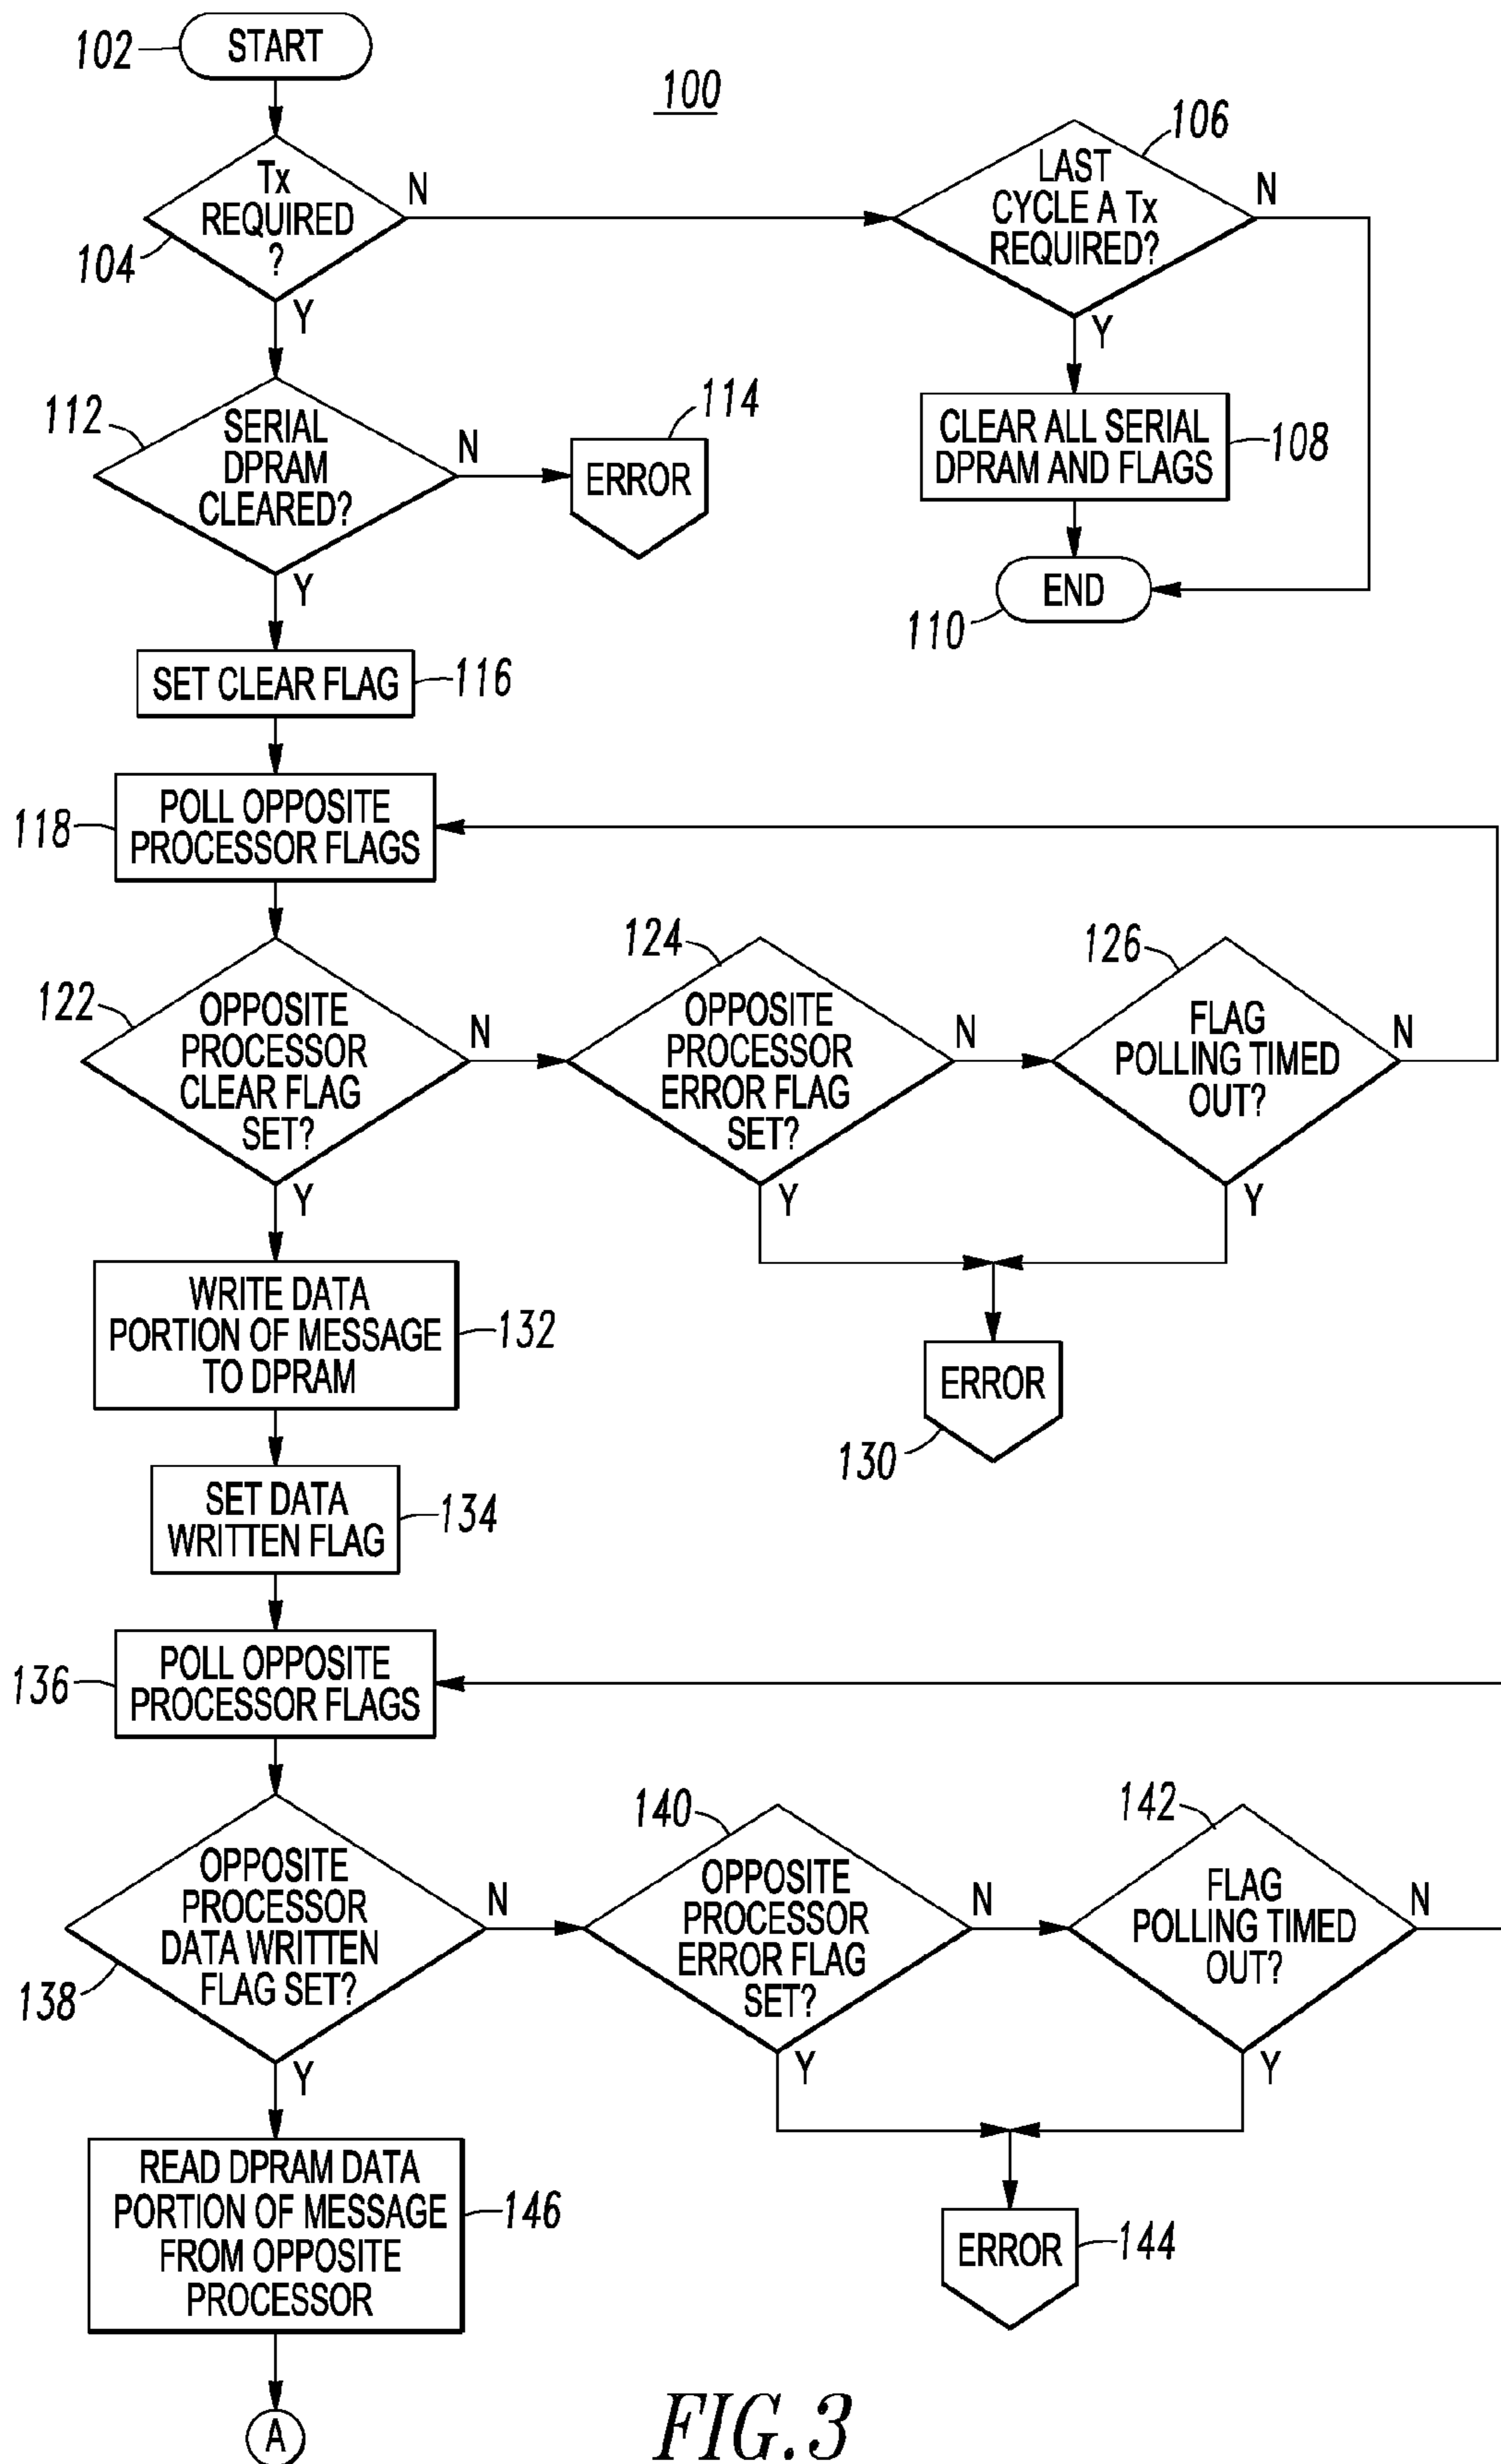 102
START
100
Tx
REQUIRED
?
104
N
Y
106
LAST
CYCLE A Tx
REQUIRED?
N
Y
112
SERIAL
DPRAM
CLEARED?
N
Y
114
ERROR
CLEAR ALL SERIAL
DPRAM AND FLAGS
108
END
110
SET CLEAR FLAG
116
POLL OPPOSITE
PROCESSOR FLAGS
118
122
OPPOSITE
PROCESSOR
CLEAR FLAG
SET?
N
Y
124
OPPOSITE
PROCESSOR
ERROR FLAG
SET?
N
Y
126
FLAG
POLLING TIMED
OUT?
N
Y
WRITE DATA
PORTION OF MESSAGE
TO DPRAM
132
ERROR
130
SET DATA
WRITTEN FLAG
134
POLL OPPOSITE
PROCESSOR FLAGS
136
OPPOSITE
PROCESSOR
DATA WRITTEN
FLAG SET?
138
N
Y
140
OPPOSITE
PROCESSOR
ERROR FLAG
SET?
N
Y
142
FLAG
POLLING TIMED
OUT?
N
Y
READ DPRAM DATA
PORTION OF MESSAGE
FROM OPPOSITE
PROCESSOR
146
ERROR
144
A
FIG.3